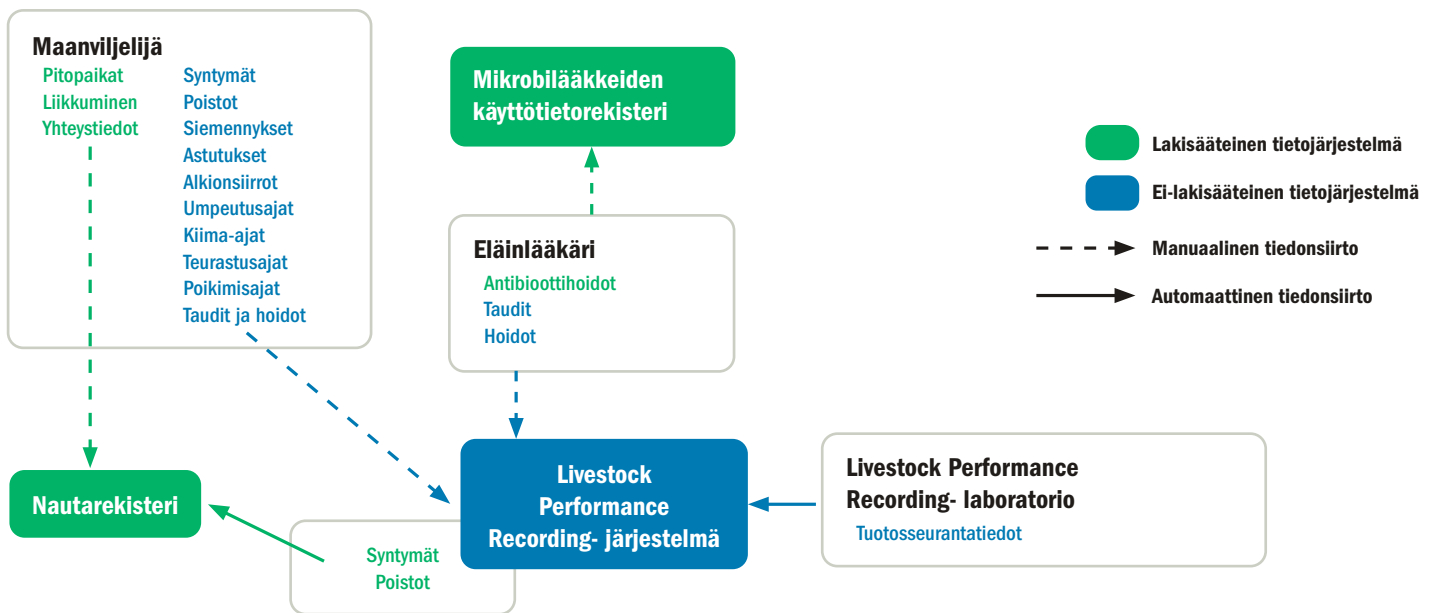 Maanviljelijä
Pitopaikat
Liikkuminen
Yhteystiedot
Syntymät
Poistot
Siemennykset
Astutukset
Alkionsiirrot
Umpeutusajat
Kiima-ajat
Teurastusajat
Poikimisajat
Taudit ja hoidot
Mikrobilääkkeiden
käyttötietorekisteri
Eläinlääkäri
Antibioottihoidot
Taudit
Hoidot
Lakisääteinen tietojärjestelmä
Ei-lakisääteinen tietojärjestelmä
Manuaalinen tiedonsiirto
Automaattinen tiedonsiirto
Nautarekisteri
Syntymät
Poistot
Livestock
Performance
Recording- järjestelmä
Livestock Performance
Recording- laboratorio
Tuotosseurantatiedot